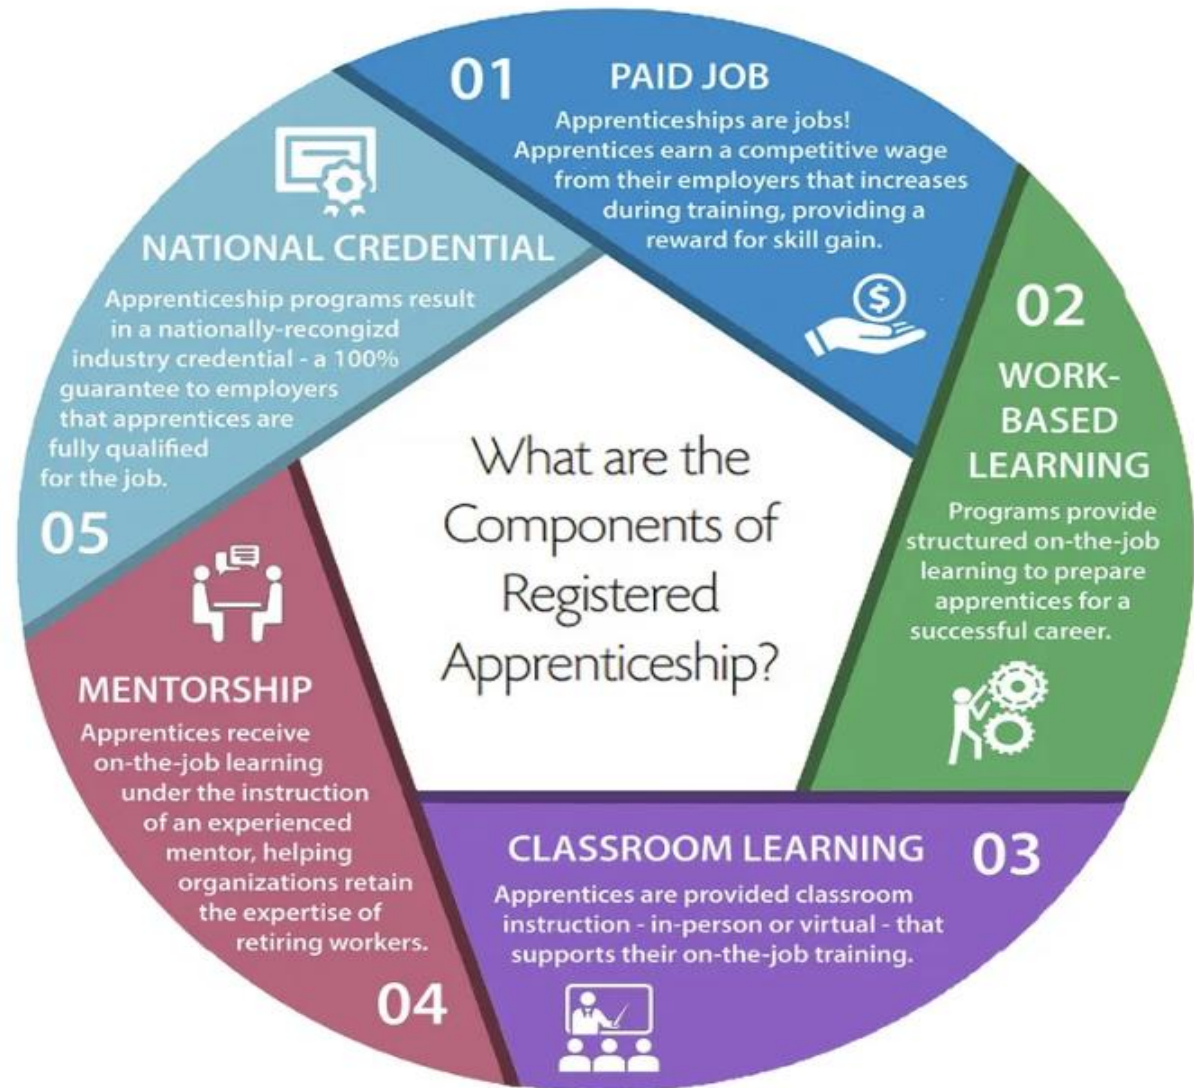 What are the
Components of
Registered
Apprenticeship?
01
PAID JOB
Apprenticeships are jobs!
Apprentices earn a competitive wage
from their employers that increases
during training, providing a
reward for skill gain.
$
02
WORK-
BASED
LEARNING
Programs provide
structured on-the-job
learning to prepare
apprentices for a
successful career.
CLASSROOM LEARNING
03
Apprentices are provided classroom
instruction - in-person or virtual - that
supports their on-the-job training.
MENTORSHIP
Apprentices receive
on-the-job learning
under the instruction
of an experienced
mentor, helping
organizations retain
the expertise of
retiring workers.
04
NATIONAL CREDENTIAL
Apprenticeship programs result
in a nationally-recongizd
industry credential - a 100%
guarantee to employers
that apprentices are
fully qualified
for the job.
05